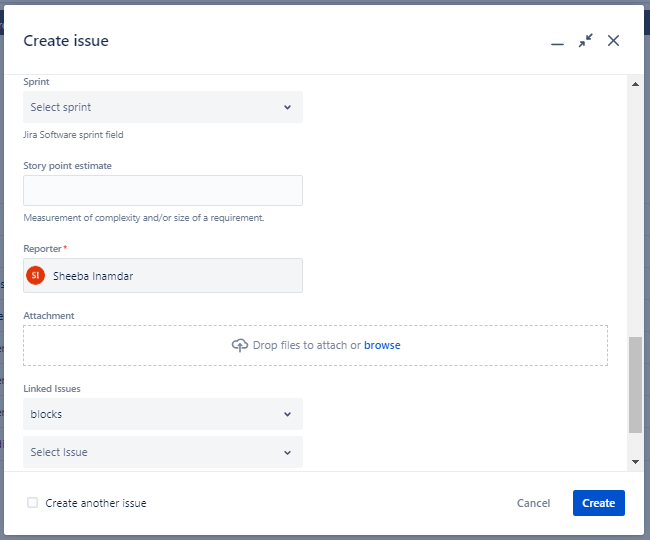 Create issue
Sprint
Select sprint
Jira Software sprint field
Story point estimate
Measurement of complexity and/or size of a requirement.
Reporter*
SI Sheeba Inamdar
Attachment
Drop files to attach or browse
Linked Issues
blocks
Select Issue
Create another issue
Cancel
Create